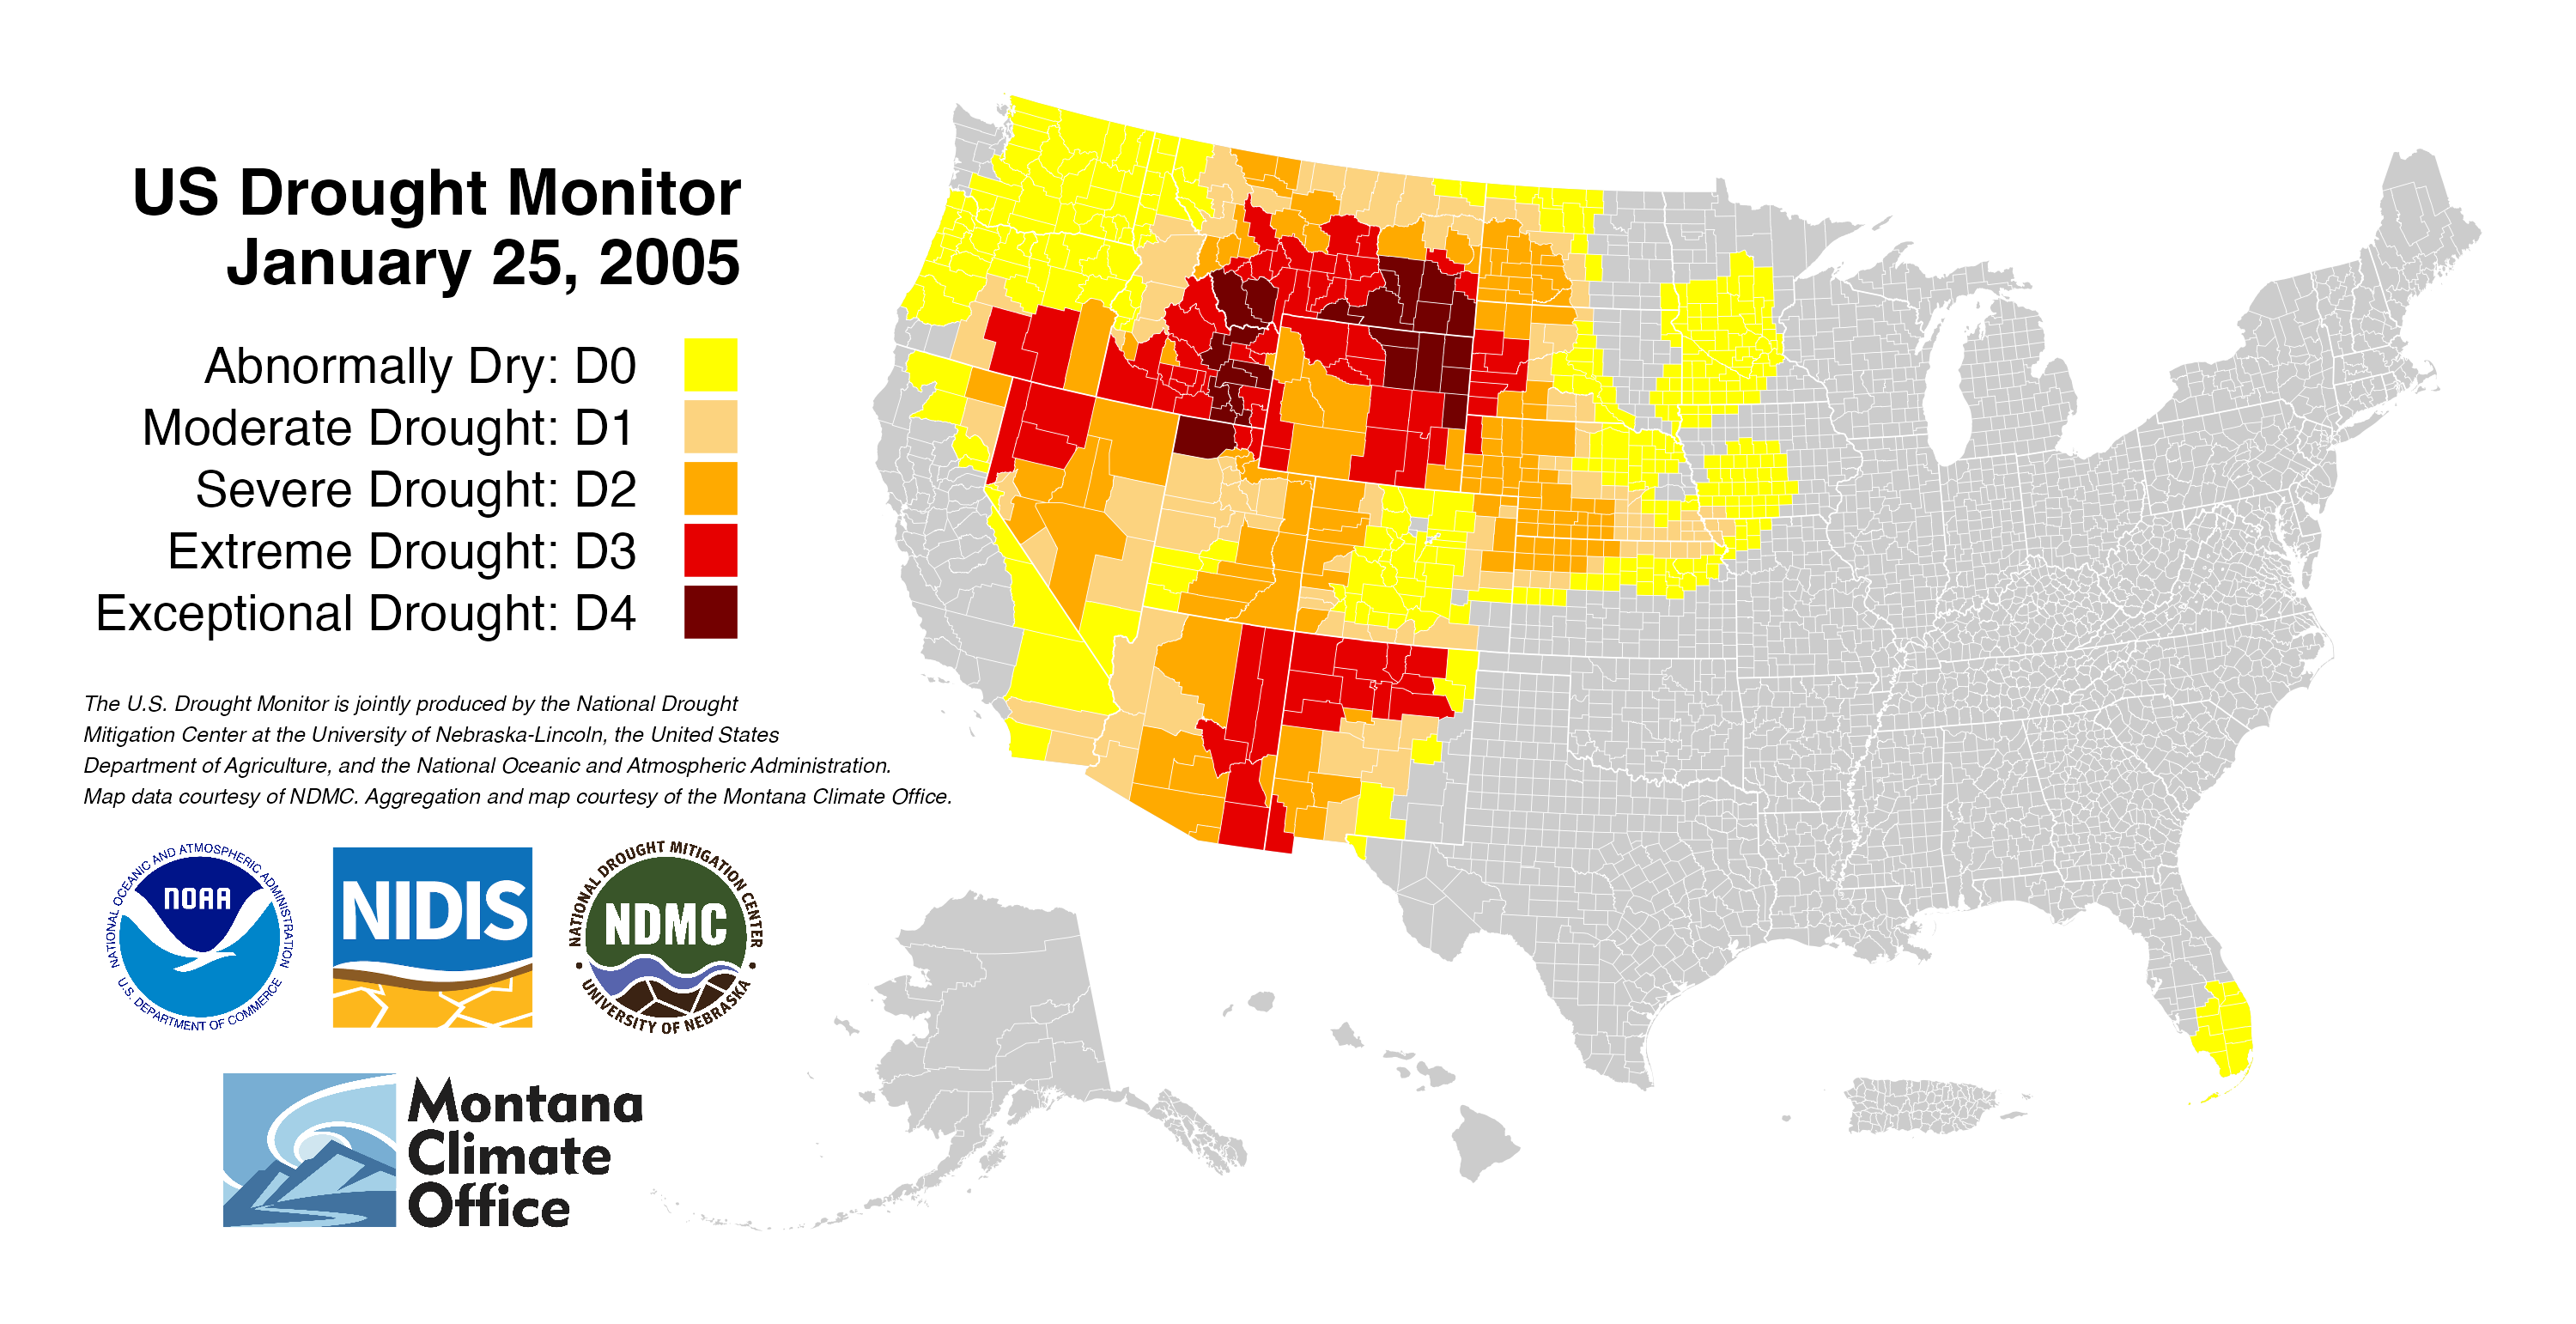 US Drought Monitor
January 25, 2005
Abnormally Dry: D0
Moderate Drought: D1
Severe Drought: D2
Extreme Drought: D3
Exceptional Drought: D4
The U.S. Drought Monitor is jointly produced by the National Drought
Mitigation Center at the University of Nebraska-Lincoln, the United States
Department of Agriculture, and the National Oceanic and Atmospheric Administration.
Map data courtesy of NDMC. Aggregation and map courtesy of the Montana Climate Office.
NATIONAL OCEANIC AND ATMOSPHERIC ADMINISTRATION
NOAA
U.S. DEPARTMENT OF COMMERCE
NIDIS
NATIONAL DROUGHT MITIGATION CENTER
NDMC
UNIVERSITY OF NEBRASKA
Montana
Climate
Office